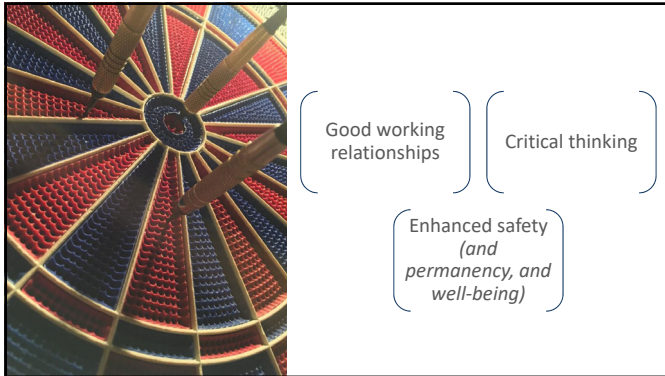 Good working
relationships
Critical thinking
Enhanced safety
(and
permanency, and
well-being)